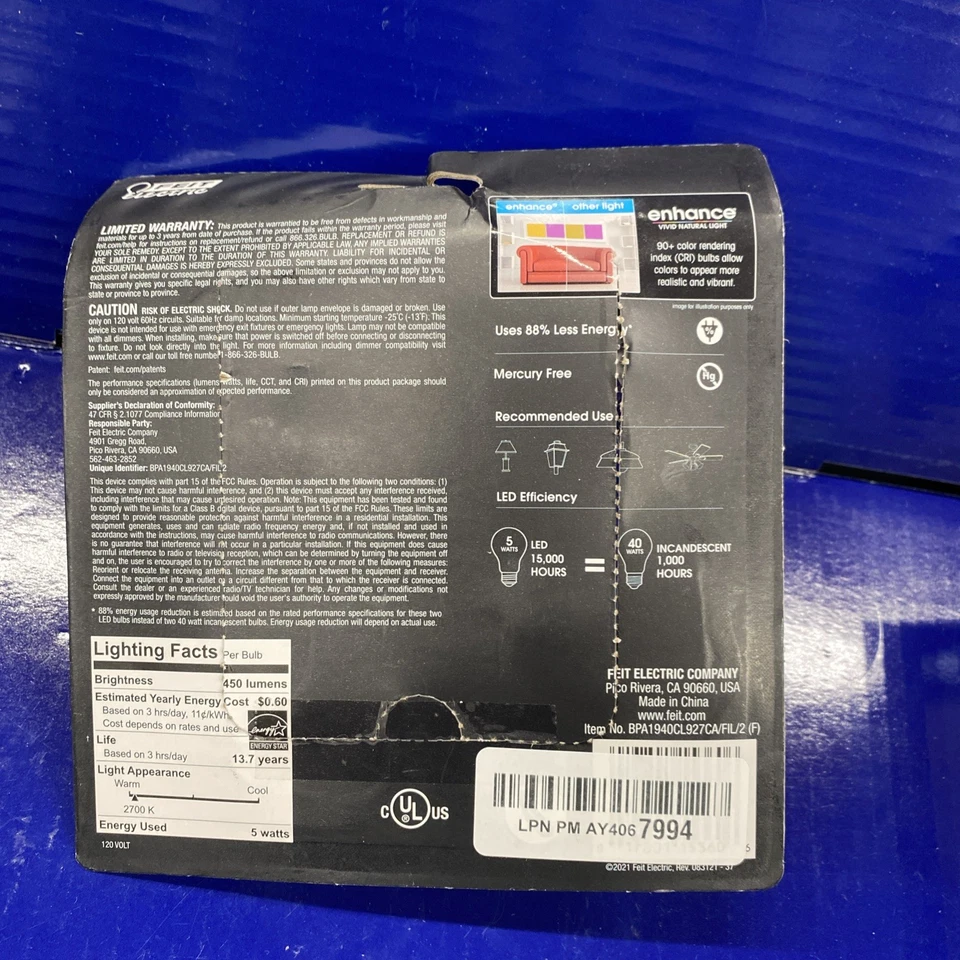 FEIT
electric
LIMITED WARRANTY: This product is warrantied to be free from defects in workmanship and
materials for up to 3 years from date of purchase. If the product fails within the warranty period, please visit
feit.com/help for instructions on replacement/refund or call 866.326.BULB. REPLACEMENT OR REFUND IS
YOUR SOLE REMEDY. EXCEPT TO THE EXTENT PROHIBITED BY APPLICABLE LAW, ANY IMPLIED WARRANTIES
ARE LIMITED IN DURATION TO THE DURATION OF THIS WARRANTY. LIABILITY FOR INCIDENTAL OR
CONSEQUENTIAL DAMAGES IS HEREBY EXPRESSLY EXCLUDED. Some states and provinces do not allow the
exclusion of incidental or consequential damages, so the above limitation or exclusion may not apply to you.
This warranty gives you specific legal rights, and you may also have other rights which vary from state to
state or province to province.
CAUTION RISK OF ELECTRIC SHOCK. Do not use if outer lamp envelope is damaged or broken. Use
only on 120 volt 60Hz circuits. Suitable for damp locations. Minimum starting temperature -25°C (-13°F). This
device is not intended for use with emergency exit fixtures or emergency lights. Lamp may not be compatible
with all dimmers. When installing, make sure that power is switched off before connecting or disconnecting
to fixture. Do not look directly into the light. For more information including dimmer compatibility visit
www.feit.com or call our toll free number 1-866-326-BULB.
Patent: feit.com/patents
The performance specifications (lumens, watts, life, CCT, and CRI) printed on this product package should
only be considered an approximation of expected performance.
Supplier's Declaration of Conformity:
47 CFR § 2.1077 Compliance Information
Responsible Party:
Feit Electric Company
4901 Gregg Road,
Pico Rivera, CA 90660, USA
562-463-2852
Unique Identifier: BPA1940CL927CA/FIL/2
This device complies with part 15 of the FCC Rules. Operation is subject to the following two conditions: (1)
This device may not cause harmful interference, and (2) this device must accept any interference received,
including interference that may cause undesired operation. Note: This equipment has been tested and found
to comply with the limits for a Class B digital device, pursuant to part 15 of the FCC Rules. These limits are
designed to provide reasonable protection against harmful interference in a residential installation. This
equipment generates, uses and can radiate radio frequency energy and, if not installed and used in
accordance with the instructions, may cause harmful interference to radio communications. However, there
is no guarantee that interference will not occur in a particular installation. If this equipment does cause
harmful interference to radio or television reception, which can be determined by turning the equipment off
and on, the user is encouraged to try to correct the interference by one or more of the following measures:
Reorient or relocate the receiving antenna. Increase the separation between the equipment and receiver.
Connect the equipment into an outlet on a circuit different from that to which the receiver is connected.
Consult the dealer or an experienced radio/TV technician for help. Any changes or modifications not
expressly approved by the manufacturer could void the user's authority to operate the equipment.
* 88% energy usage reduction is estimated based on the rated performance specifications for these two
LED bulbs instead of two 40 watt incandescent bulbs. Energy usage reduction will depend on actual use.
Lighting Facts Per Bulb
Brightness 450 lumens
Estimated Yearly Energy Cost $0.60
Based on 3 hrs/day, 11¢/kWh
Cost depends on rates and use
energy
ENERGY STAR
Life
Based on 3 hrs/day 13.7 years
Light Appearance
Warm Cool
2700 K
Energy Used 5 watts
120 VOLT
enhance® other light
enhance®
VIVID NATURAL LIGHT
90+ color rendering
index (CRI) bulbs allow
colors to appear more
realistic and vibrant.
Image for illustration purposes only
Uses 88% Less Energy*
Mercury Free
Hg
Recommended Use
LED Efficiency
5 WATTS
LED
15,000
HOURS
=
40 WATTS
INCANDESCENT
1,000
HOURS
FEIT ELECTRIC COMPANY
Pico Rivera, CA 90660, USA
Made in China
www.feit.com
Item No. BPA1940CL927CA/FIL/2 (F)
C UL ® US
LPN PM AY406 7994
6
©2021 Feit Electric, Rev. 083121 - 37